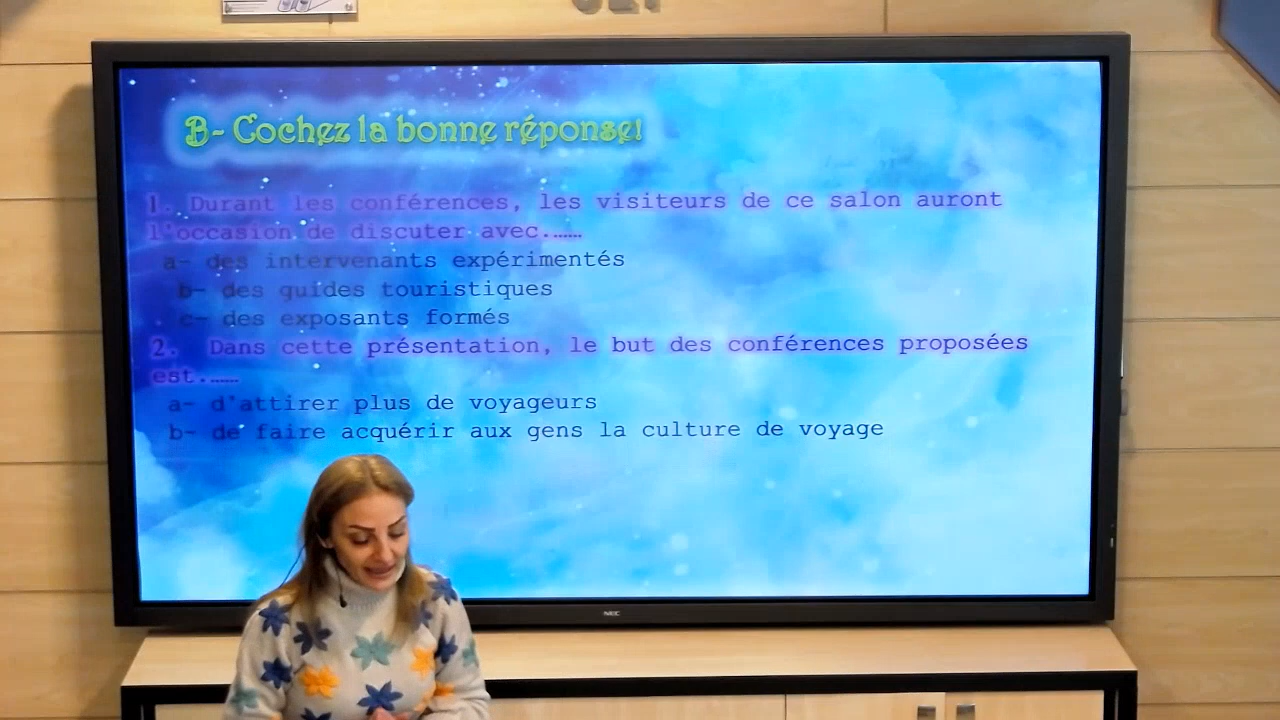 B- Cochez la bonne réponse!
1. Durant les conférences, les visiteurs de ce salon auront
l'occasion de discuter avec.……
a- des intervenants expérimentés
b- des guides touristiques
c- des exposants formés
2. Dans cette présentation, le but des conférences proposées
est.……
a- d'attirer plus de voyageurs
b- de faire acquérir aux gens la culture de voyage
NEC